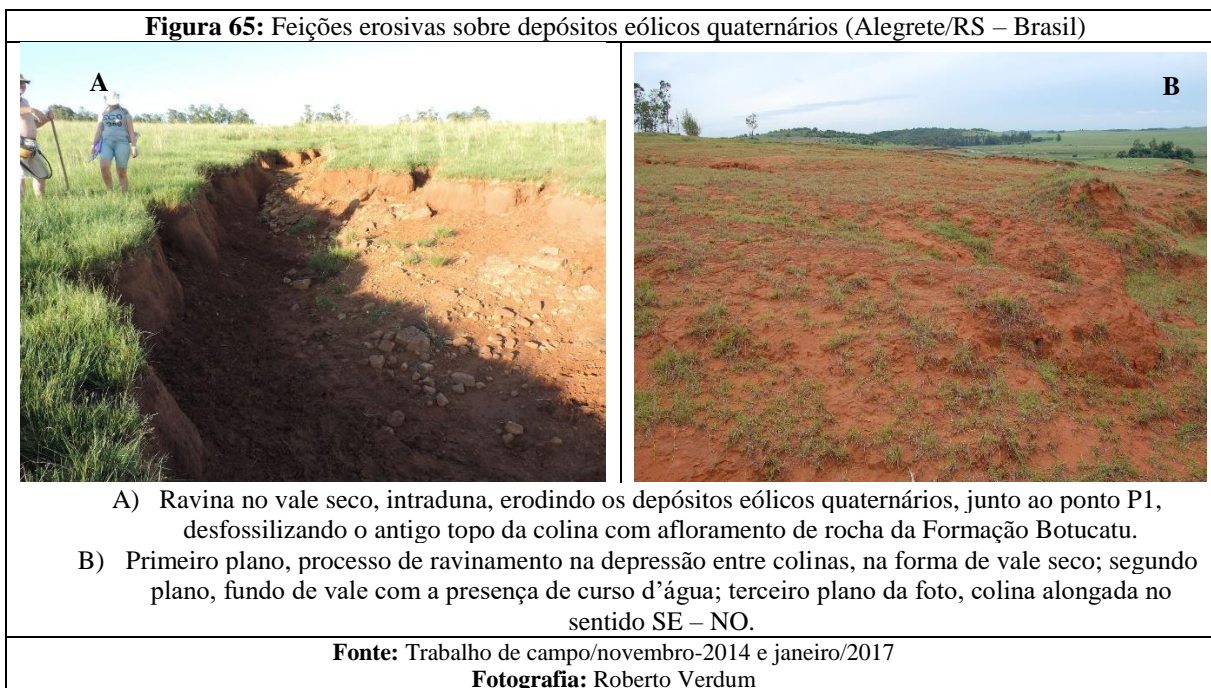 Figura 65: Feições erosivas sobre depósitos eólicos quaternários (Alegrete/RS – Brasil)
A
B
A) Ravina no vale seco, intraduna, erodindo os depósitos eólicos quaternários, junto ao ponto P1,
desfossilizando o antigo topo da colina com afloramento de rocha da Formação Botucatu.
B) Primeiro plano, processo de ravinamento na depressão entre colinas, na forma de vale seco; segundo
plano, fundo de vale com a presença de curso d’água; terceiro plano da foto, colina alongada no
sentido SE – NO.
Fonte: Trabalho de campo/novembro-2014 e janeiro/2017
Fotografia: Roberto Verdum